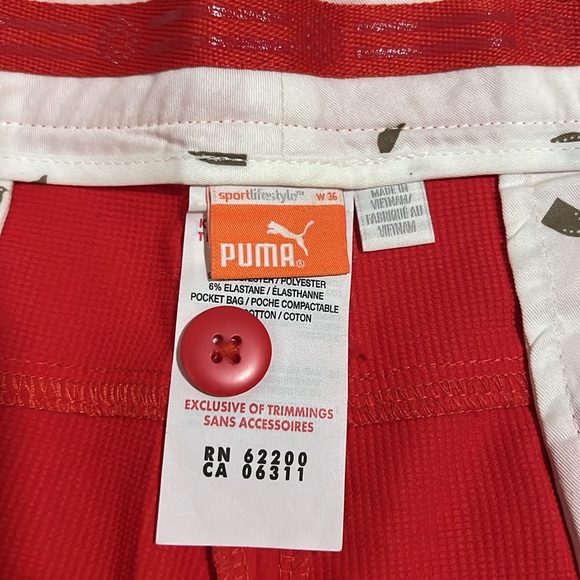 sportlifestyle™ W 36
PUMA®
MADE IN
VIETNAM/
FABRIQUÉ AU
VIETNAM
/POLYESTER
6% ELASTANE / ÉLASTHANNE
POCKET BAG / POCHE COMPACTABLE
COTTON / COTON
EXCLUSIVE OF TRIMMINGS
SANS ACCESSOIRES
RN 62200
CA 06311